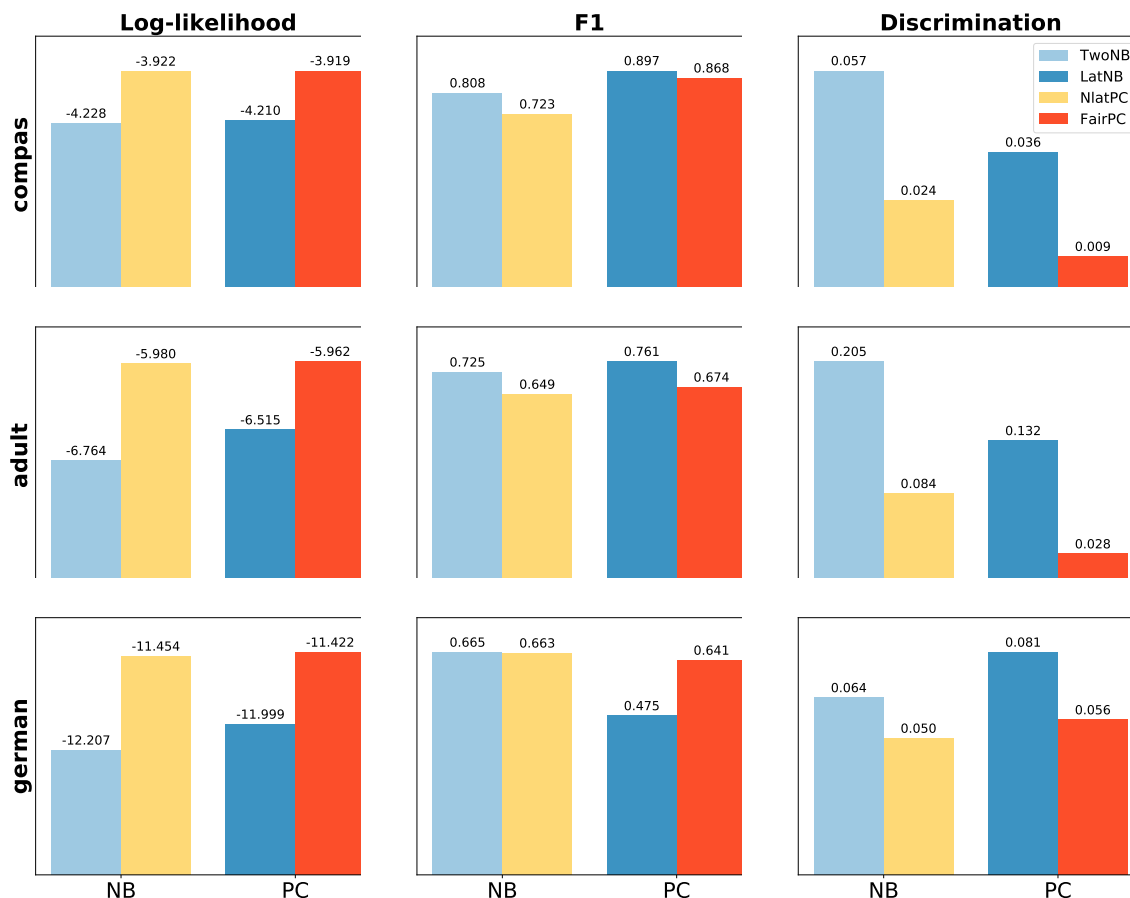 Log-likelihood F1 Discrimination
compas
-4.228 -3.922 -4.210 -3.919
0.808 0.723 0.897 0.868
0.057 0.024 0.036 0.009
TwoNB
LatNB
NlatPC
FairPC
adult
-6.764 -5.980 -6.515 -5.962
0.725 0.649 0.761 0.674
0.205 0.084 0.132 0.028
german
-12.207 -11.454 -11.999 -11.422
0.665 0.663 0.475 0.641
0.064 0.050 0.081 0.056
NB PC NB PC NB PC